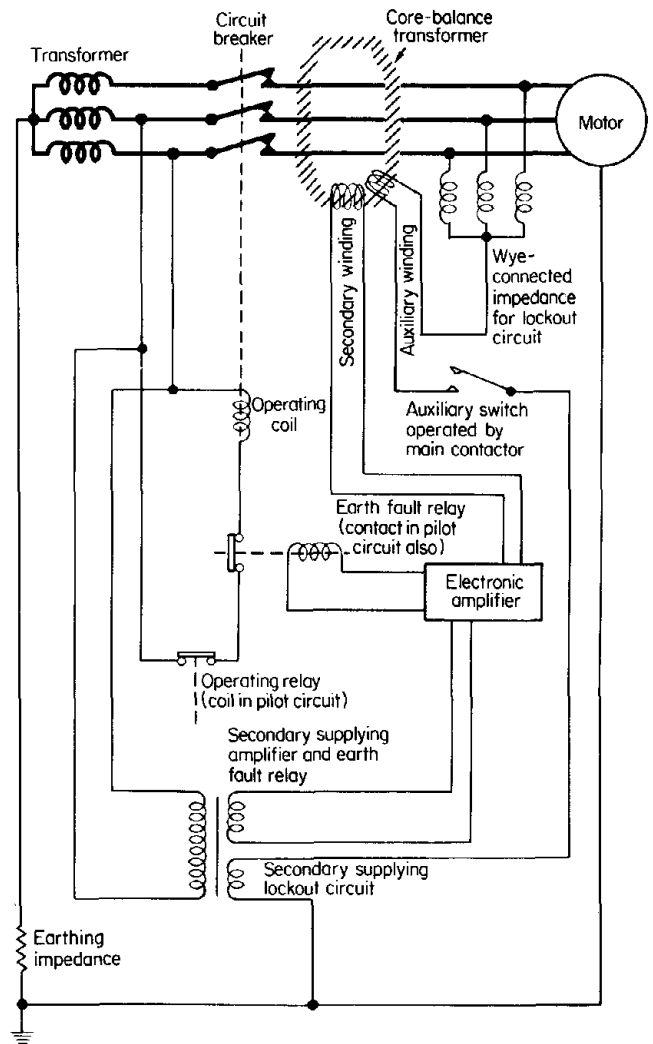 Circuit
breaker
Core-balance
transformer
Transformer
Motor
Secondary winding
Auxiliary winding
Wye-
connected
impedance
for lockout
circuit
Operating
coil
Auxiliary switch
operated by
main contactor
Earth fault relay
(contact in pilot
circuit also)
Electronic
amplifier
Operating relay
(coil in pilot circuit)
Secondary supplying
amplifier and earth
fault relay
Secondary supplying
lockout circuit
Earthing
impedance